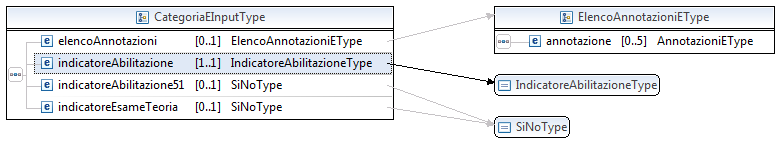 CategoriaEInputType
elencoAnnotazioni [0..1] ElencoAnnotazioniEType
indicatoreAbilitazione [1..1] IndicatoreAbilitazioneType
indicatoreAbilitazione51 [0..1] SiNoType
indicatoreEsameTeoria [0..1] SiNoType
ElencoAnnotazioniEType
annotazione [0..5] AnnotazioniEType
IndicatoreAbilitazioneType
SiNoType